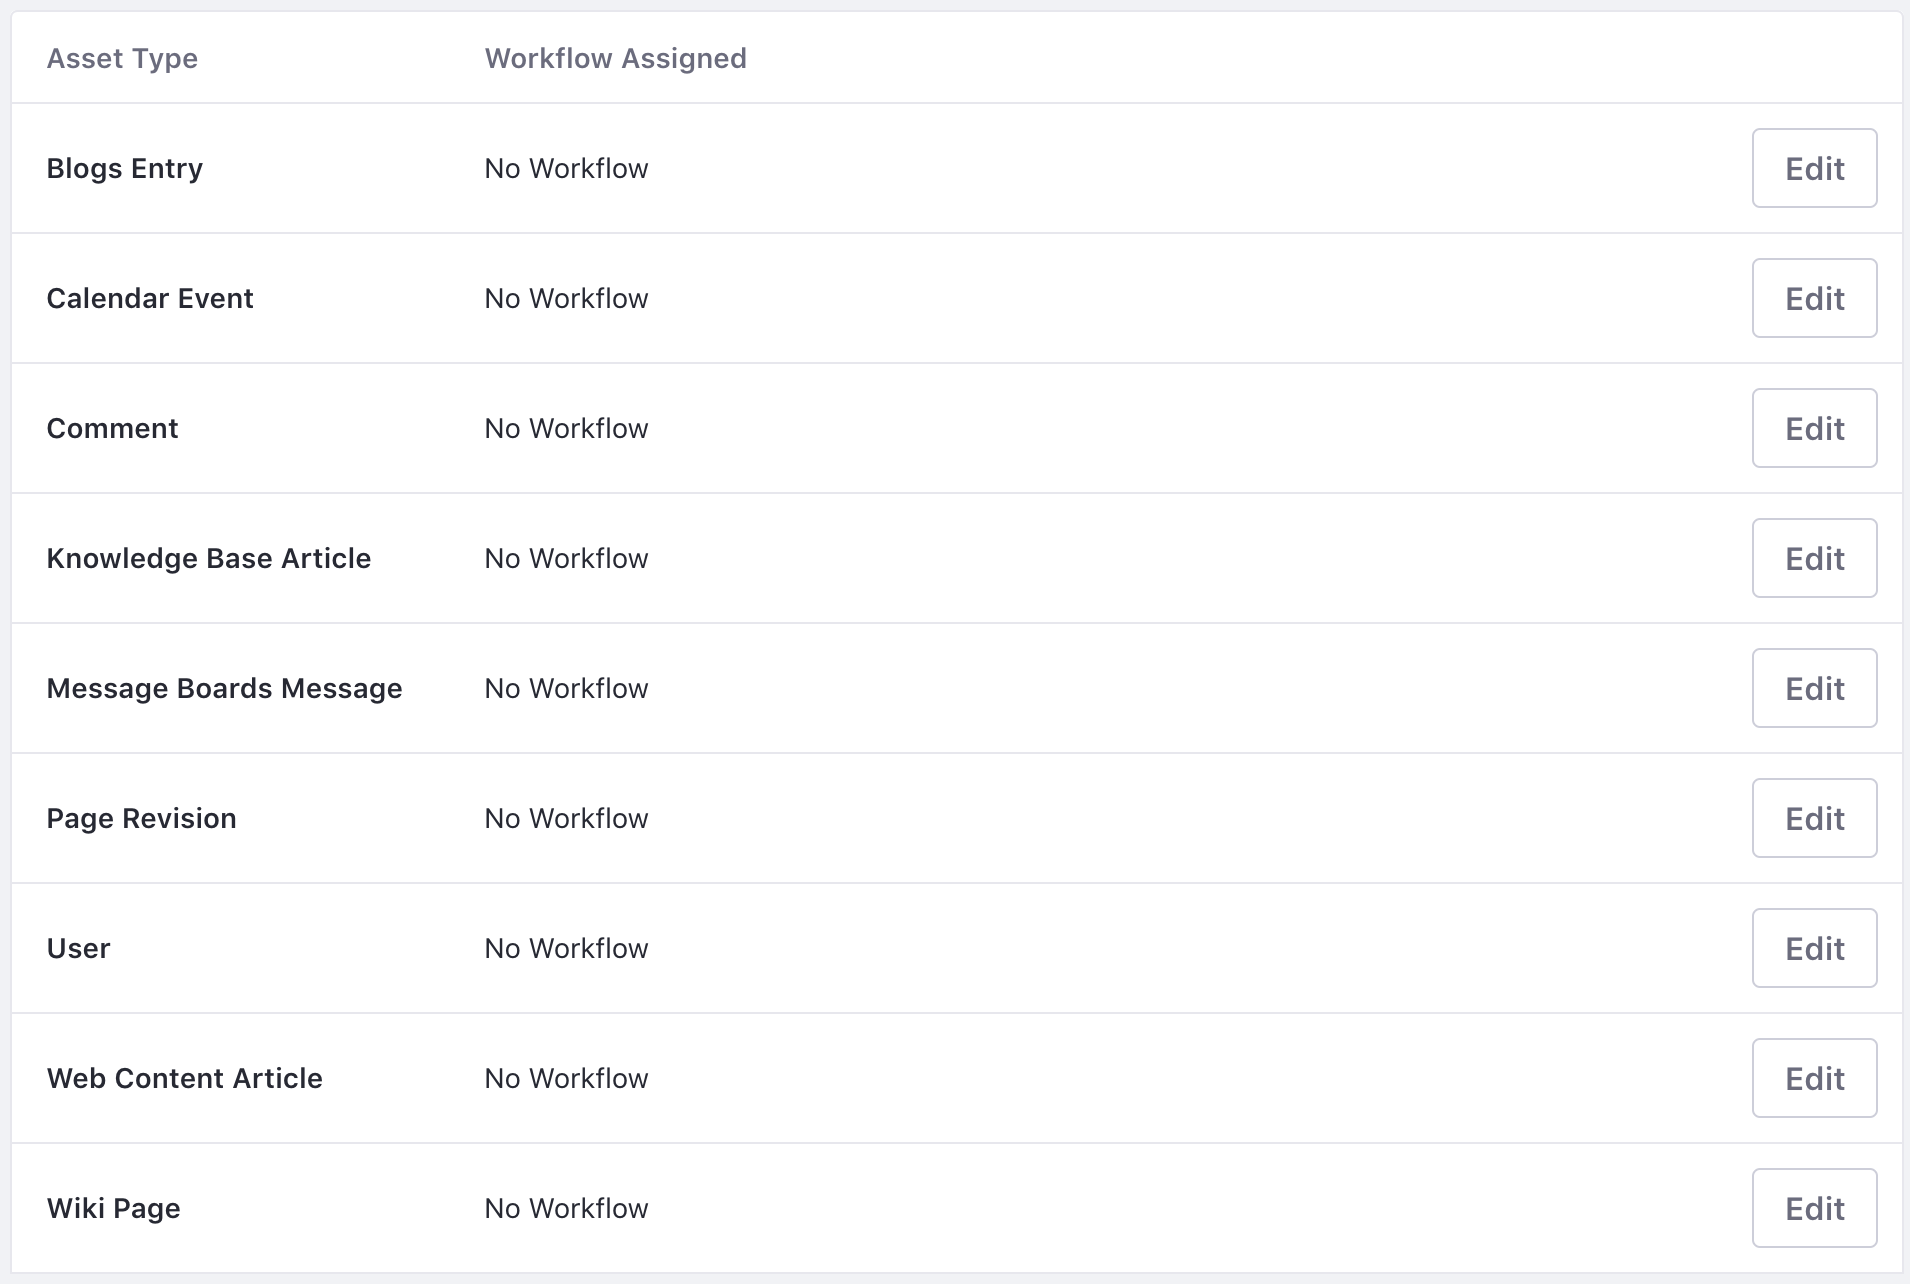 Asset Type Workflow Assigned
Blogs Entry No Workflow Edit
Calendar Event No Workflow Edit
Comment No Workflow Edit
Knowledge Base Article No Workflow Edit
Message Boards Message No Workflow Edit
Page Revision No Workflow Edit
User No Workflow Edit
Web Content Article No Workflow Edit
Wiki Page No Workflow Edit